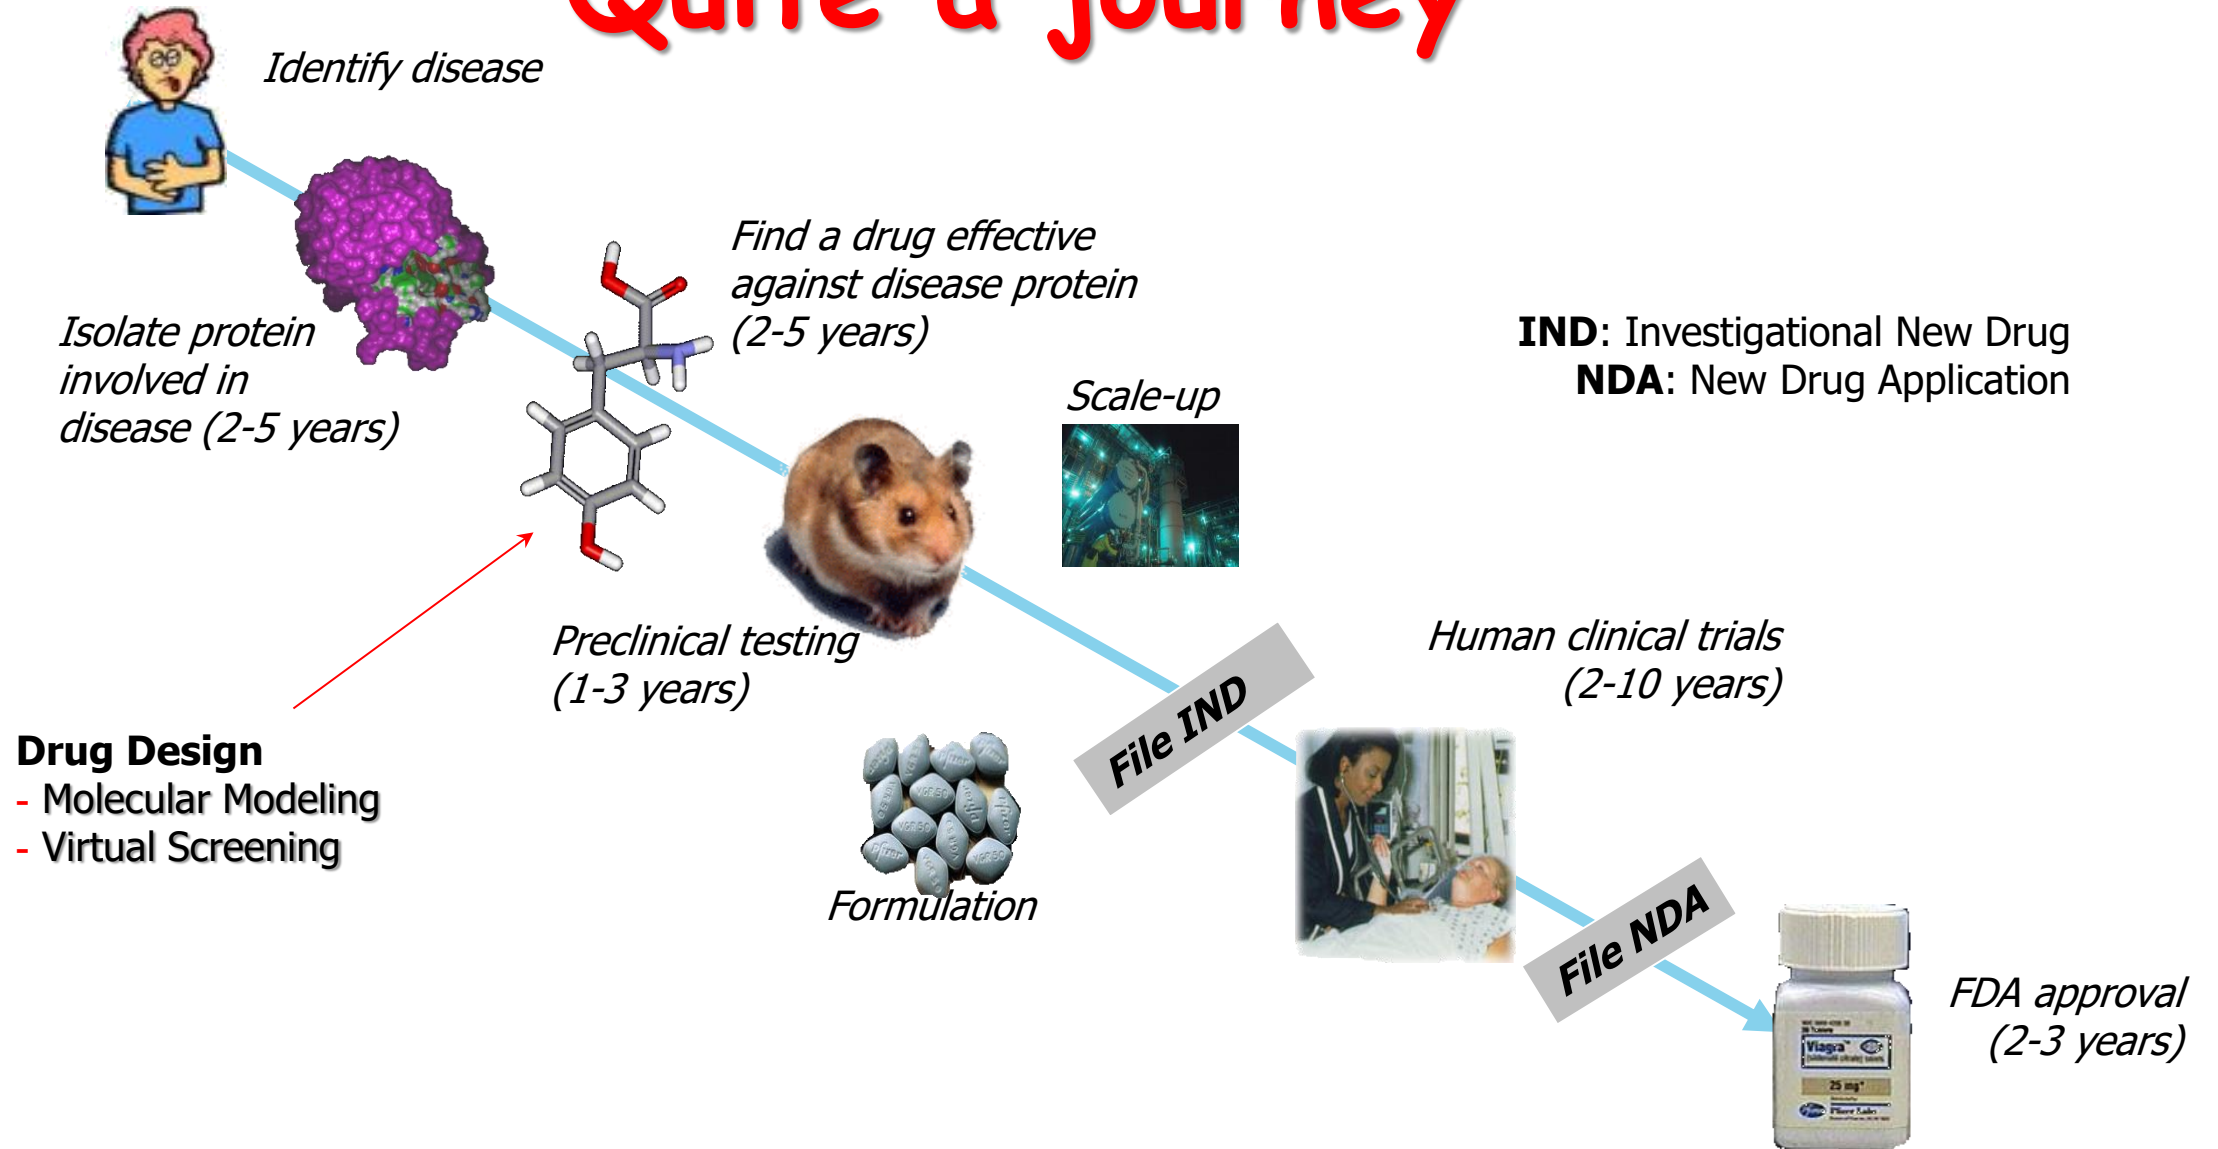 Quite a journey
Identify disease
Find a drug effective
against disease protein
(2-5 years)
Isolate protein
involved in
disease (2-5 years)
IND: Investigational New Drug
NDA: New Drug Application
Scale-up
Preclinical testing
(1-3 years)
Human clinical trials
(2-10 years)
File IND
Drug Design
- Molecular Modeling
- Virtual Screening
Formulation
File NDA
FDA approval
(2-3 years)
Viagra™
25 mg*
Pfizer Labs